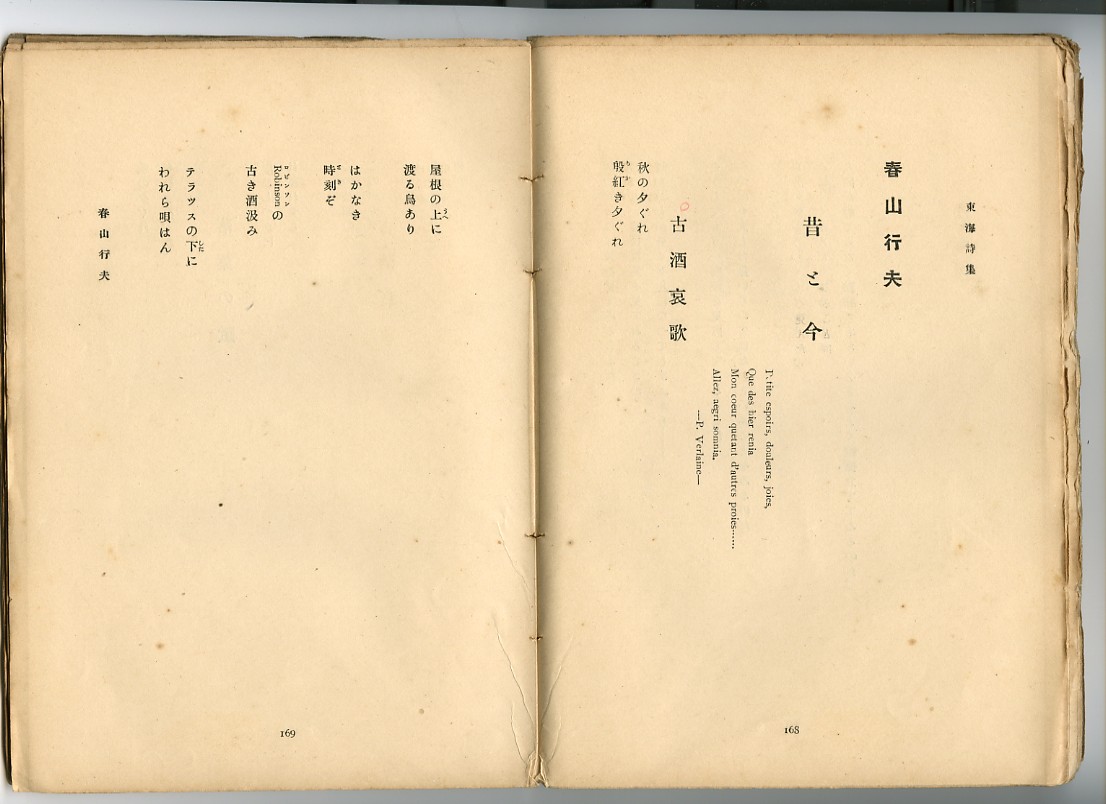 東海詩集
春山行夫
昔と今
Petite espoirs, douleurs, joies,
Que des hier renia
Mon coeur quetant d'autres proies……
Aller, aegri somnia.
—P. Verlaine—
古酒哀歌
秋の夕ぐれ
殷紅き夕ぐれ
168
屋根の上に
渡る鳥あり
はかなき
時刻ぞ
Robinsonの
古き酒汲み
テラツスの下に
われら唄はん
春山行夫
169